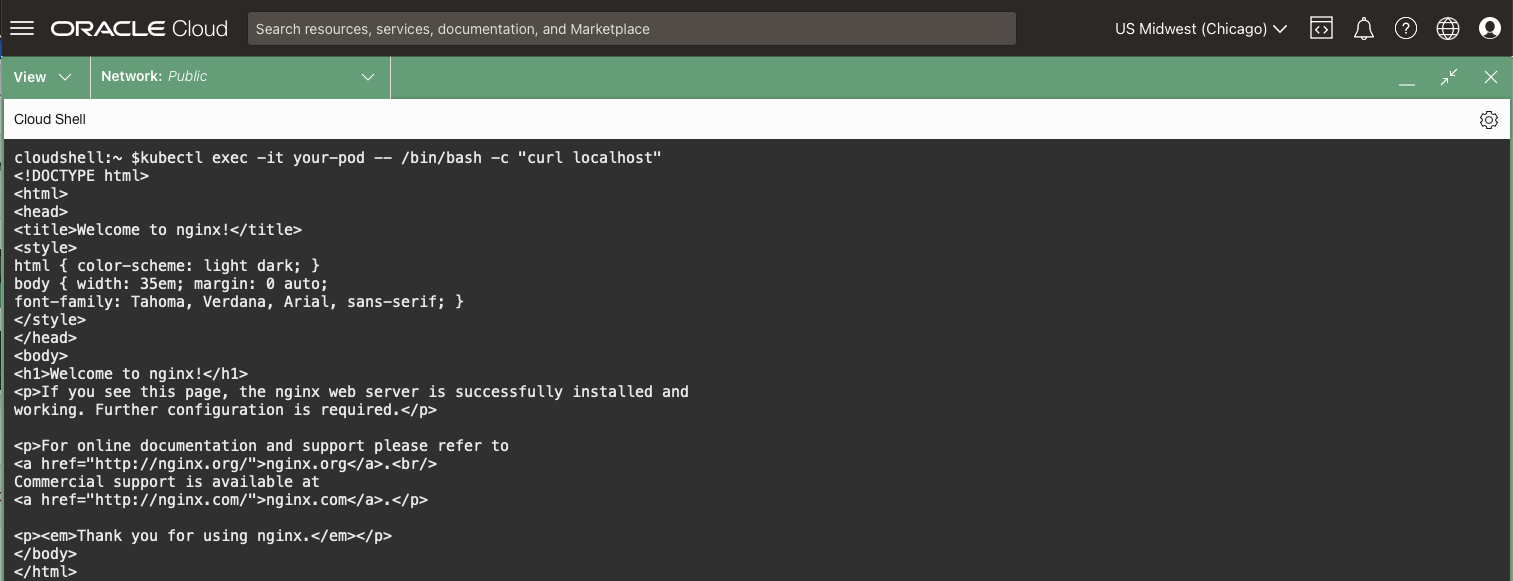 ORACLE Cloud
Search resources, services, documentation, and Marketplace
US Midwest (Chicago)
View
Network: Public
Cloud Shell
cloudshell:~ $kubectl exec -it your-pod -- /bin/bash -c "curl localhost"
<!DOCTYPE html>
<html>
<head>
<title>Welcome to nginx!</title>
<style>
html { color-scheme: light dark; }
body { width: 35em; margin: 0 auto;
font-family: Tahoma, Verdana, Arial, sans-serif; }
</style>
</head>
<body>
<h1>Welcome to nginx!</h1>
<p>If you see this page, the nginx web server is successfully installed and
working. Further configuration is required.</p>

<p>For online documentation and support please refer to
<a href="http://nginx.org/">nginx.org</a>.<br/>
Commercial support is available at
<a href="http://nginx.com/">nginx.com</a>.</p>

<p><em>Thank you for using nginx.</em></p>
</body>
</html>